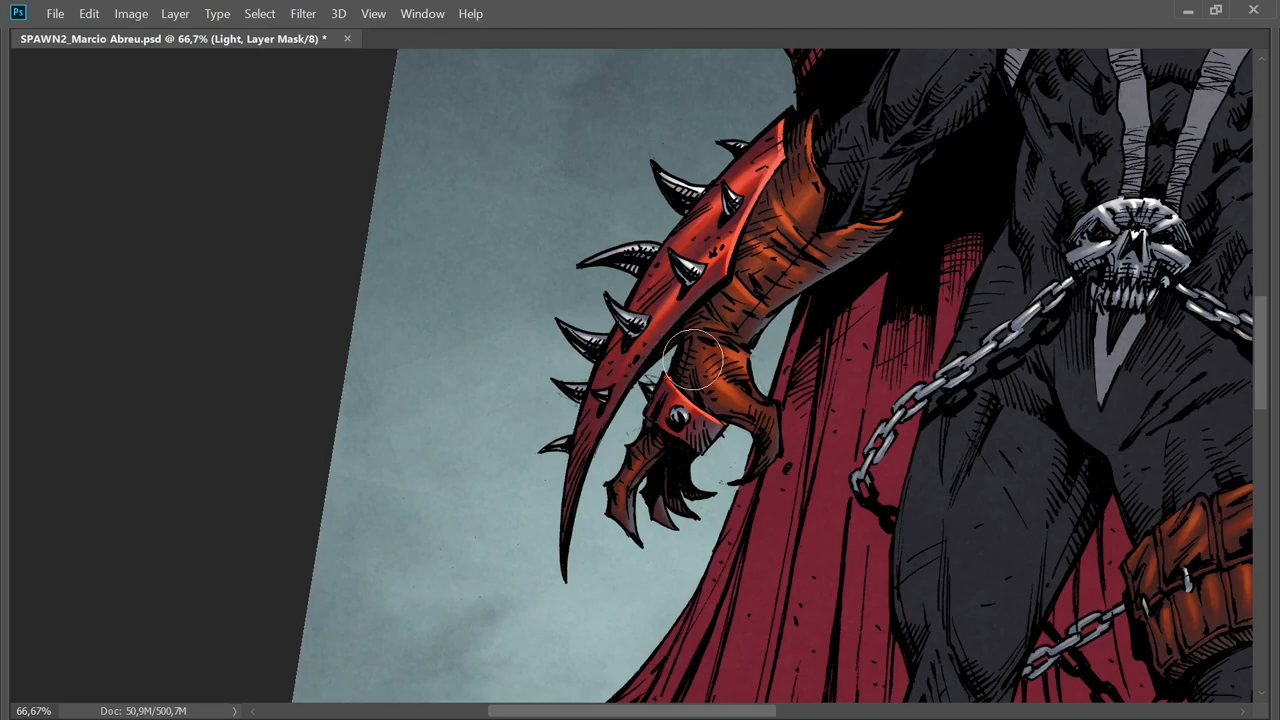 Ps File Edit Image Layer Type Select Filter 3D View Window Help
SPAWN2_Marcio Abreu.psd @ 66,7% (Light, Layer Mask/8) *
66,67% Doc: 50,9M/500,7M